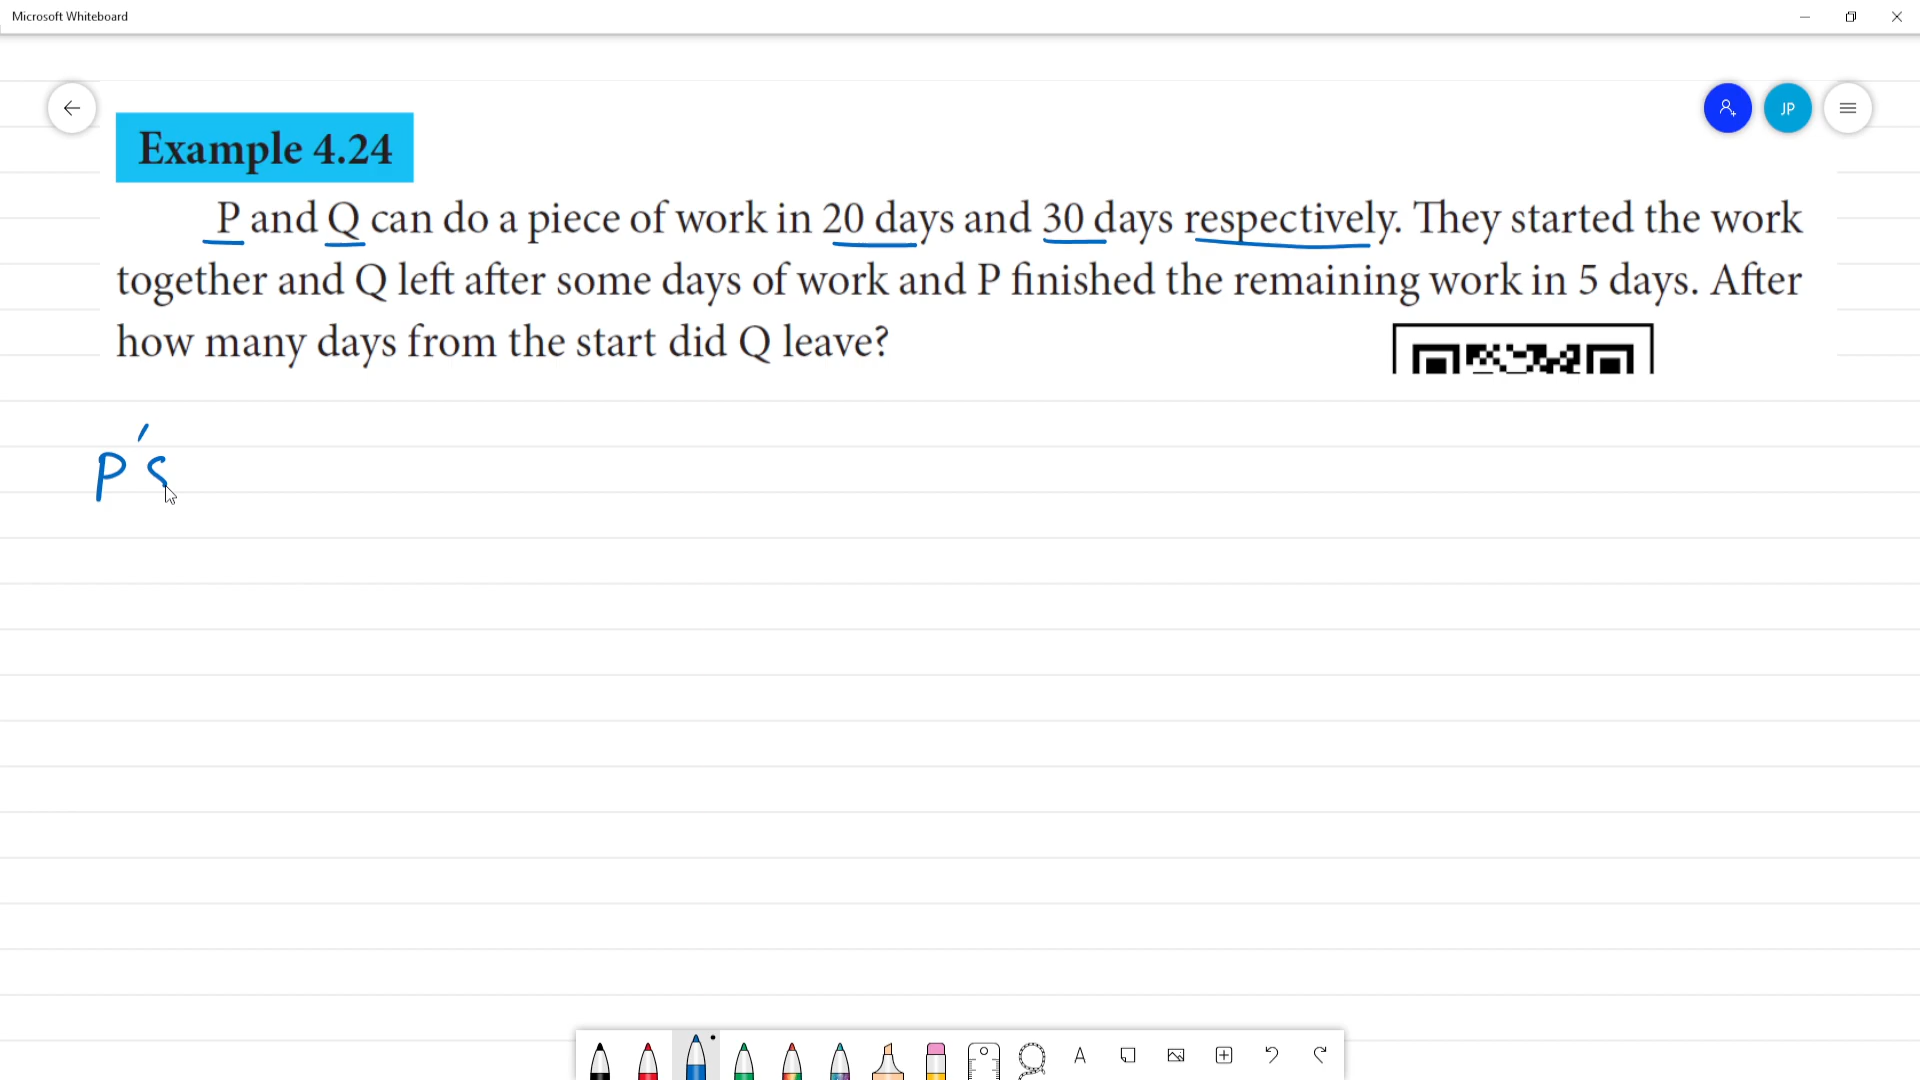 Microsoft Whiteboard
JP
Example 4.24
P and Q can do a piece of work in 20 days and 30 days respectively. They started the work
together and Q left after some days of work and P finished the remaining work in 5 days. After
how many days from the start did Q leave?
P's
A